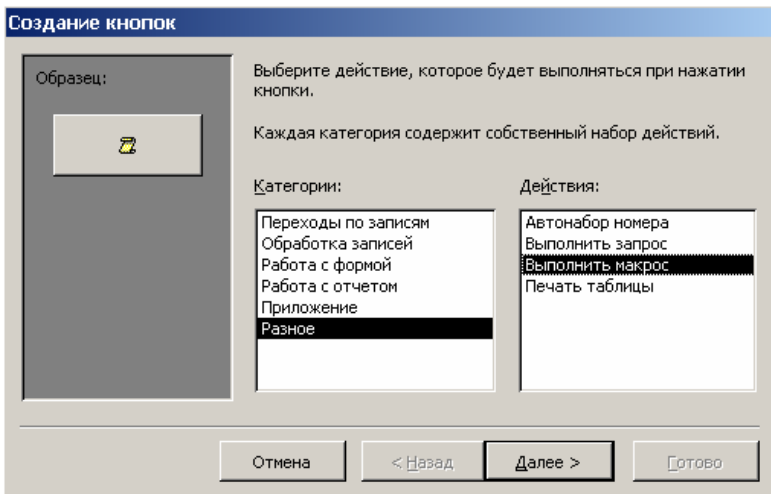 Создание кнопок
Образец:
Выберите действие, которое будет выполняться при нажатии
кнопки.
Каждая категория содержит собственный набор действий.
Категории:
Переходы по записям
Обработка записей
Работа с формой
Работа с отчетом
Приложение
Разное
Действия:
Автонабор номера
Выполнить запрос
Выполнить макрос
Печать таблицы
Отмена
< Назад
Далее >
Готово